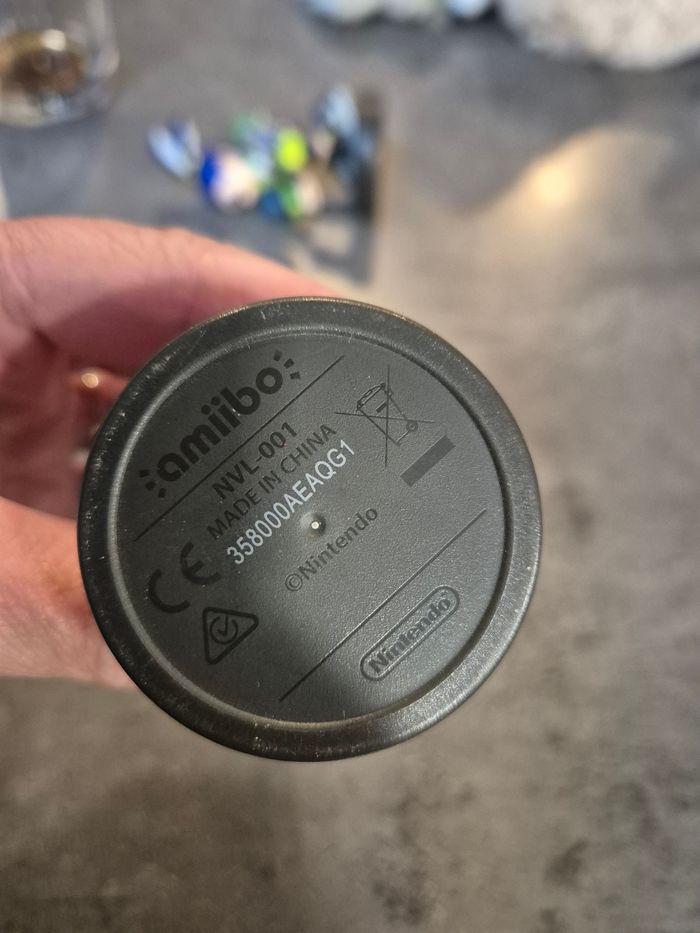 amiibo
NVL-001
MADE IN CHINA
358000AEAQG1
CE
©Nintendo
Nintendo